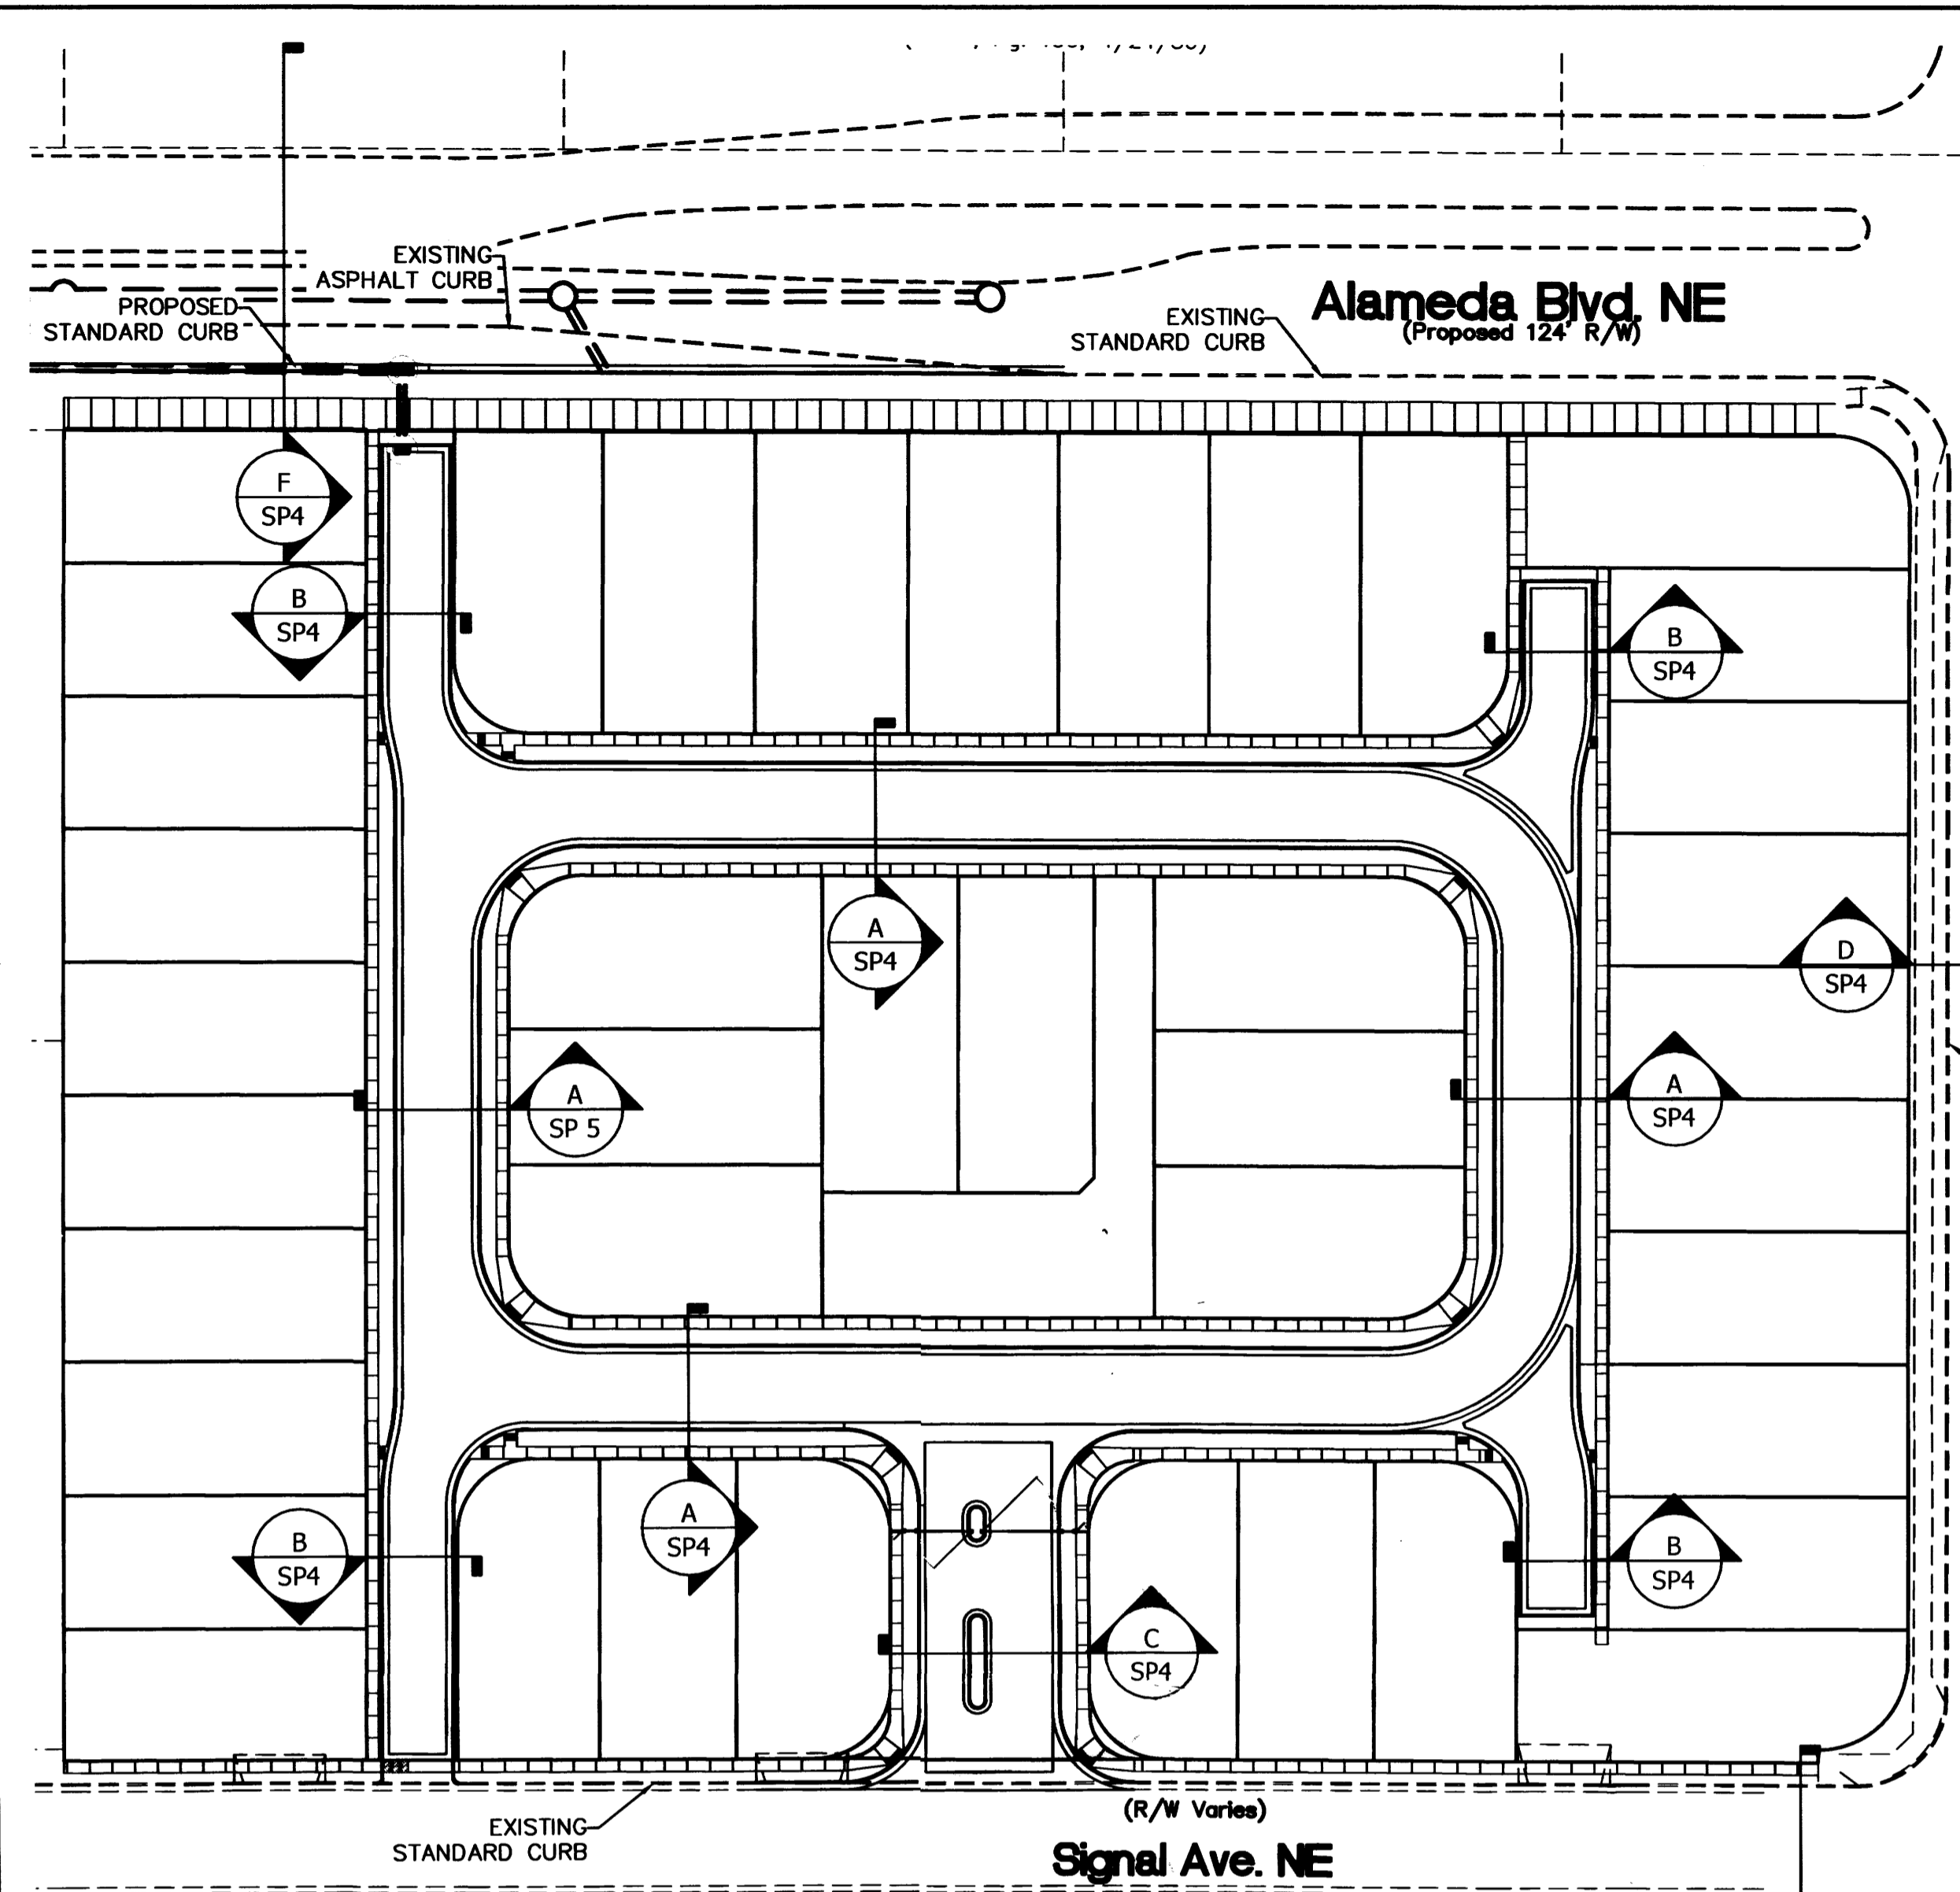 EXISTING
ASPHALT CURB
PROPOSED
STANDARD CURB
EXISTING
STANDARD CURB
Alameda Blvd. NE
(Proposed 124' R/W)
F
SP4
B
SP4
B
SP4
A
SP4
D
SP4
A
SP 5
A
SP4
A
SP4
B
SP4
B
SP4
C
SP4
(R/W Varies)
EXISTING
STANDARD CURB
Signal Ave. NE